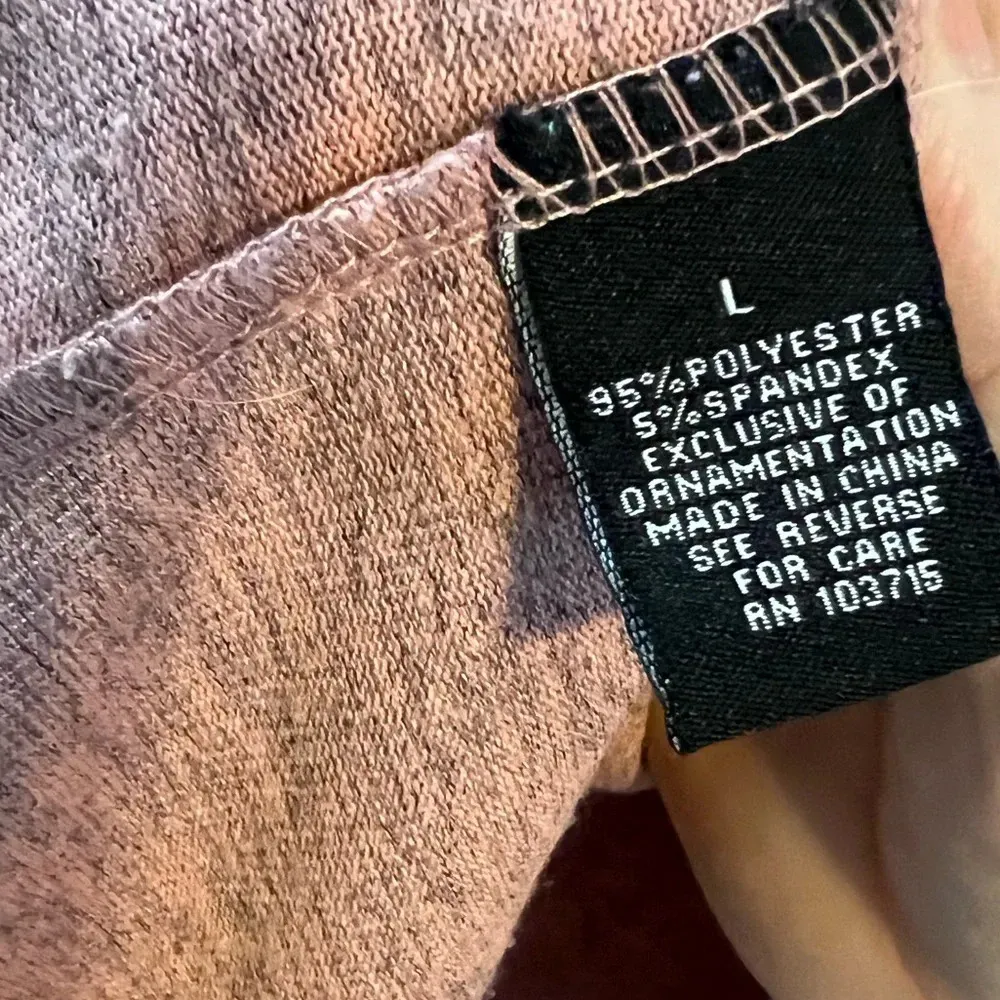 L
95%POLYESTER
5%SPANDEX
EXCLUSIVE OF
ORNAMENTATION
MADE IN CHINA
SEE REVERSE
FOR CARE
RN 103715